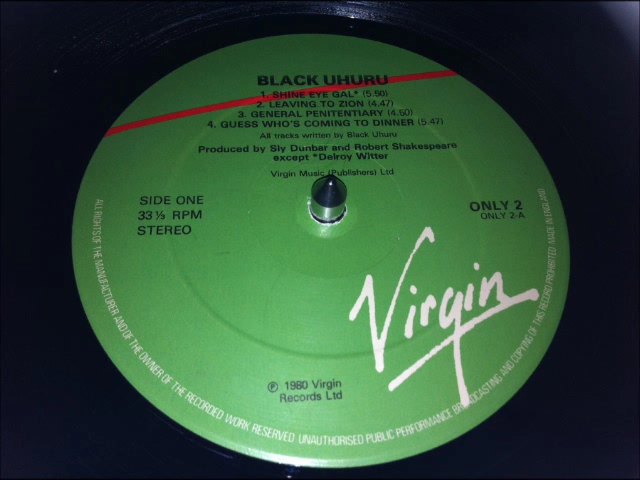 BLACK UHURU
1. SHINE EYE GAL* (5.50)
2. LEAVING TO ZION (4.47)
3. GENERAL PENITENTIARY (4.50)
4. GUESS WHO'S COMING TO DINNER (5.47)
All tracks written by Black Uhuru
Produced by Sly Dunbar and Robert Shakespeare
except *Delroy Witter
Virgin Music (Publishers) Ltd
SIDE ONE
33⅓ RPM
STEREO
ONLY 2
ONLY 2-A
Virgin
℗ 1980 Virgin
Records Ltd
ALL RIGHTS OF THE MANUFACTURER AND OF THE OWNER OF THE RECORDED WORK RESERVED UNAUTHORISED PUBLIC PERFORMANCE BROADCASTING AND COPYING OF THIS RECORD PROHIBITED MADE IN ENGLAND